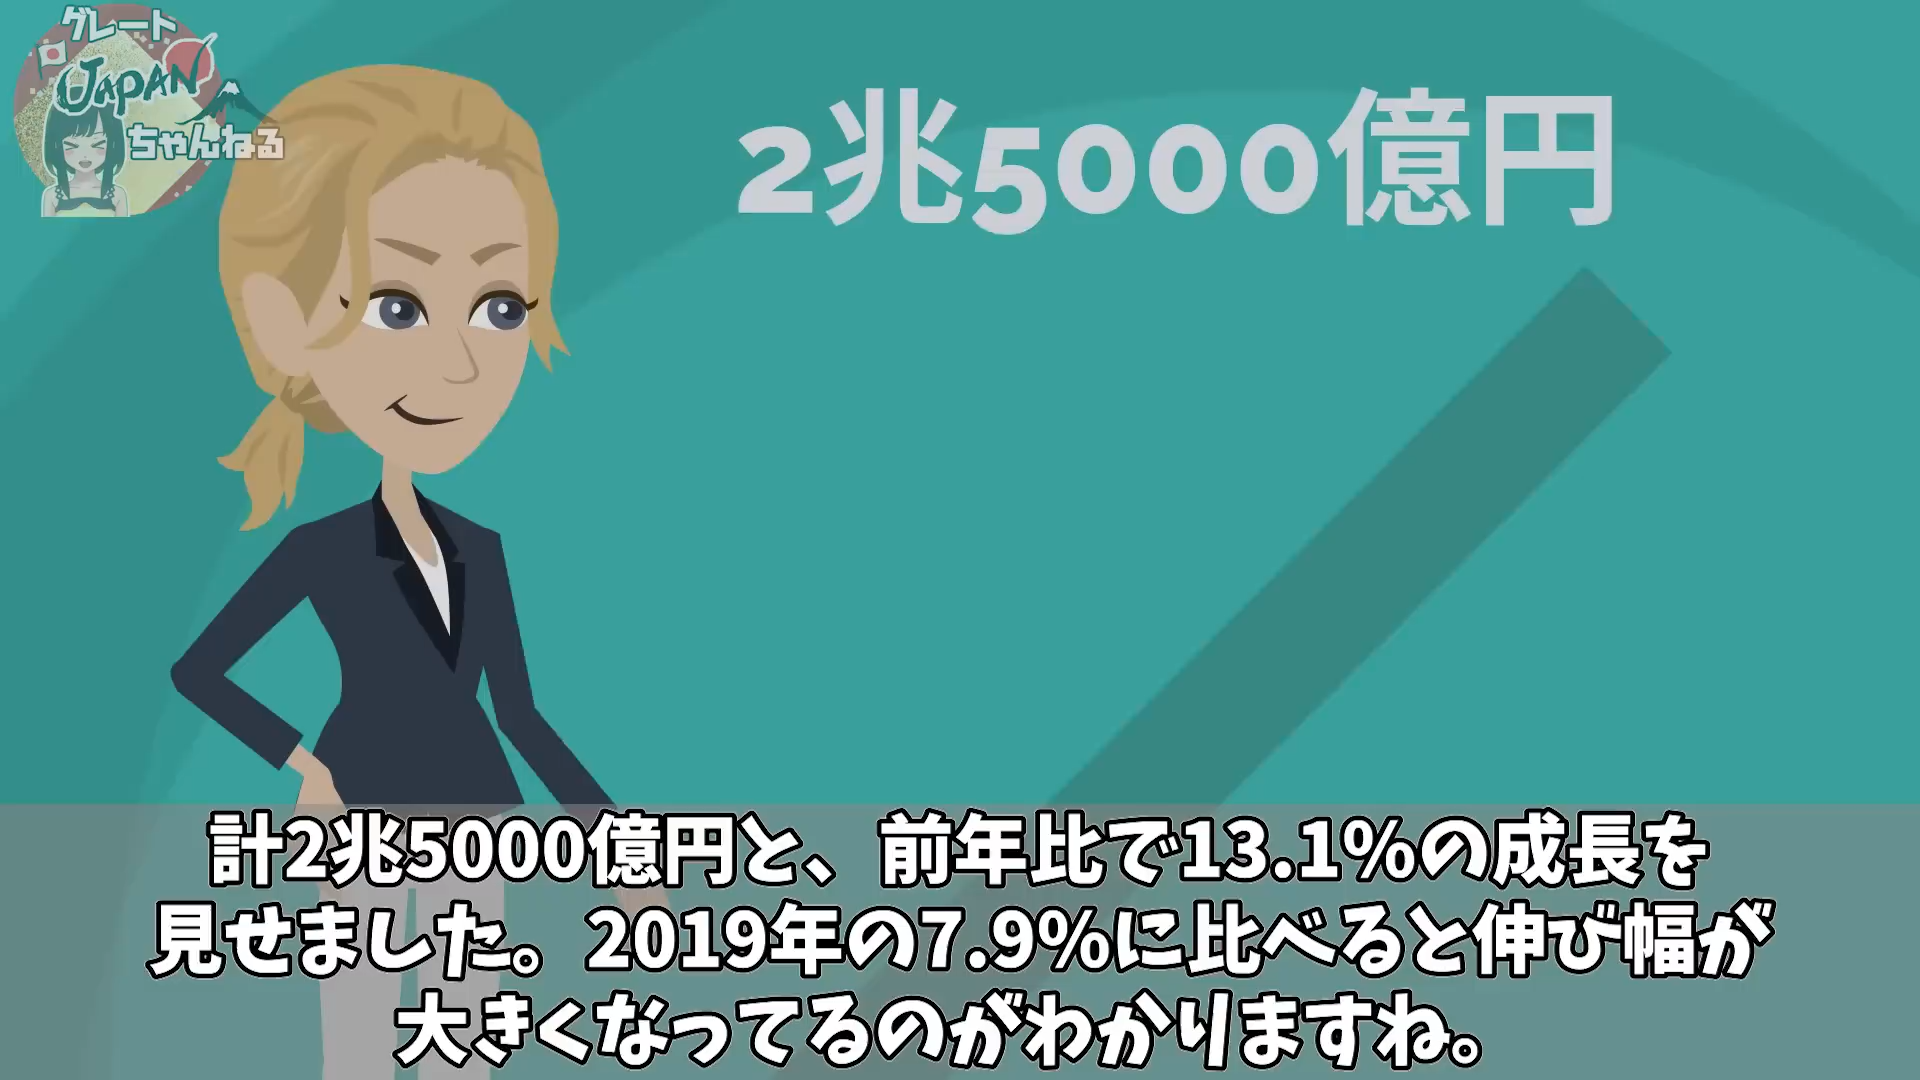 グレート
JAPAN
ちゃんねる
2兆5000億円
計2兆5000億円と、前年比で13.1%の成長を
見せました。2019年の7.9%に比べると伸び幅が
大きくなってるのがわかりますね。